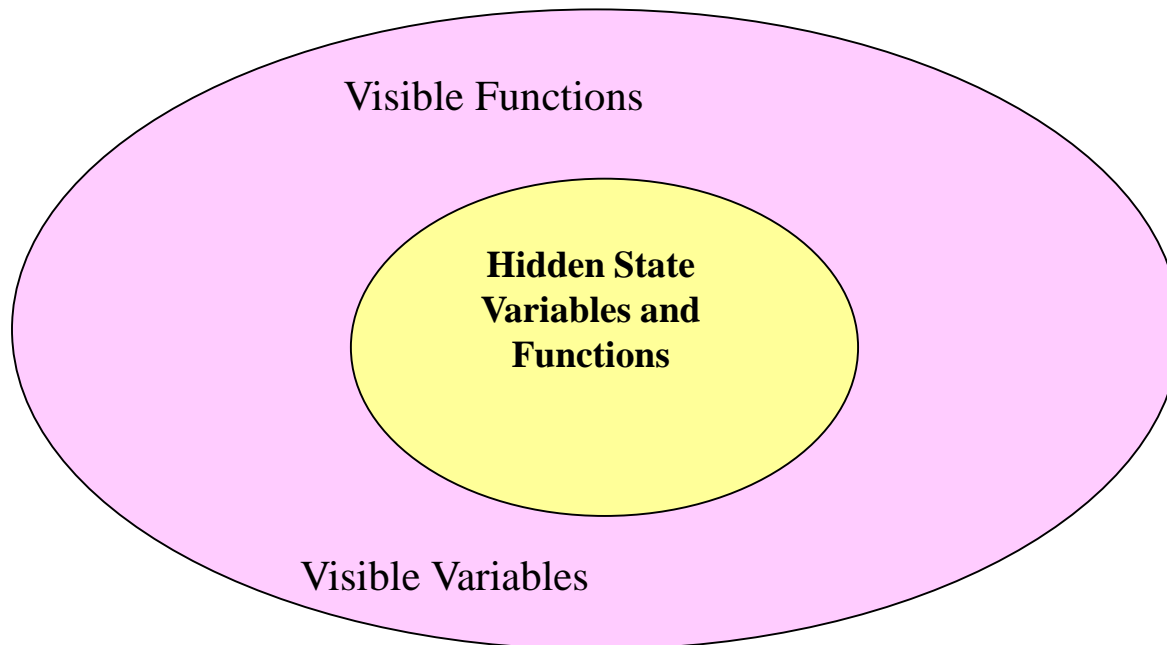 Visible Functions
Hidden State
Variables and
Functions
Visible Variables